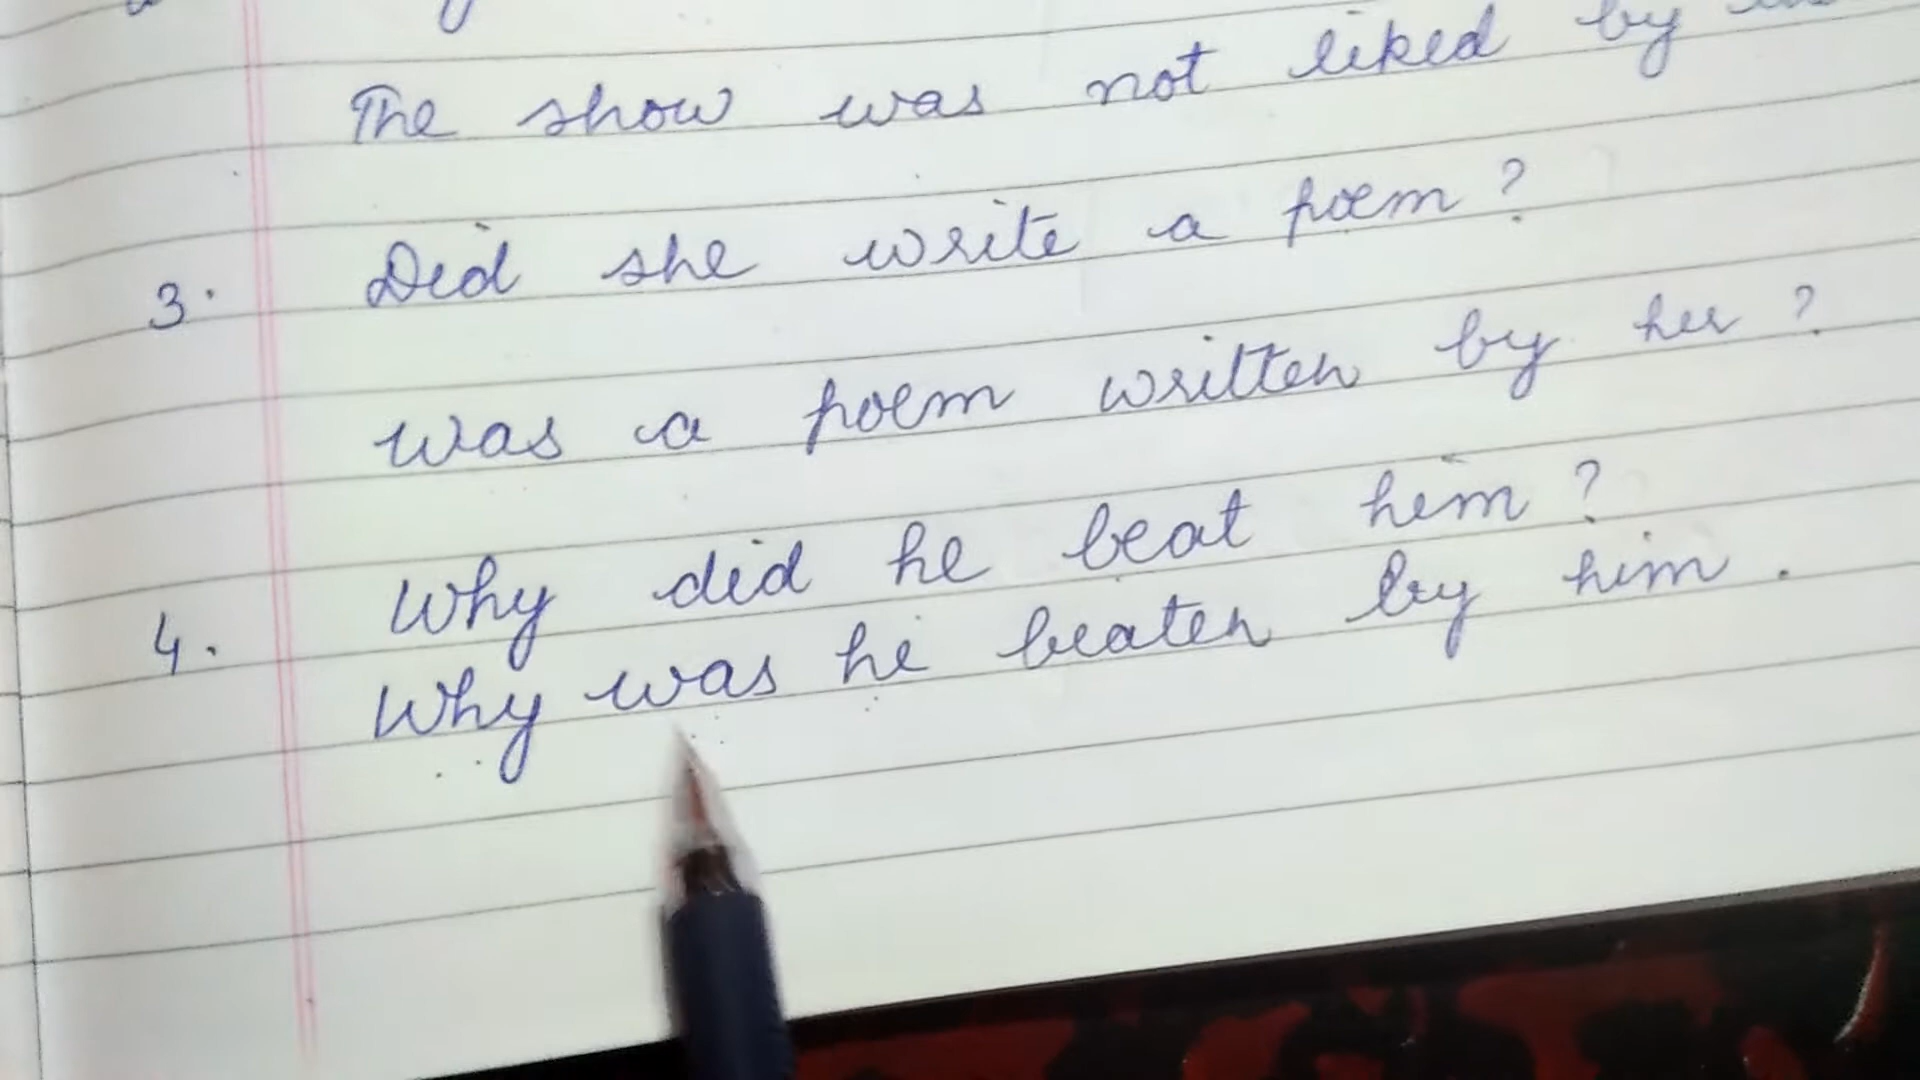 The show was not liked by
3. Did she write a poem ?
Was a poem written by her ?
4. Why did he beat him ?
Why was he beaten by him .